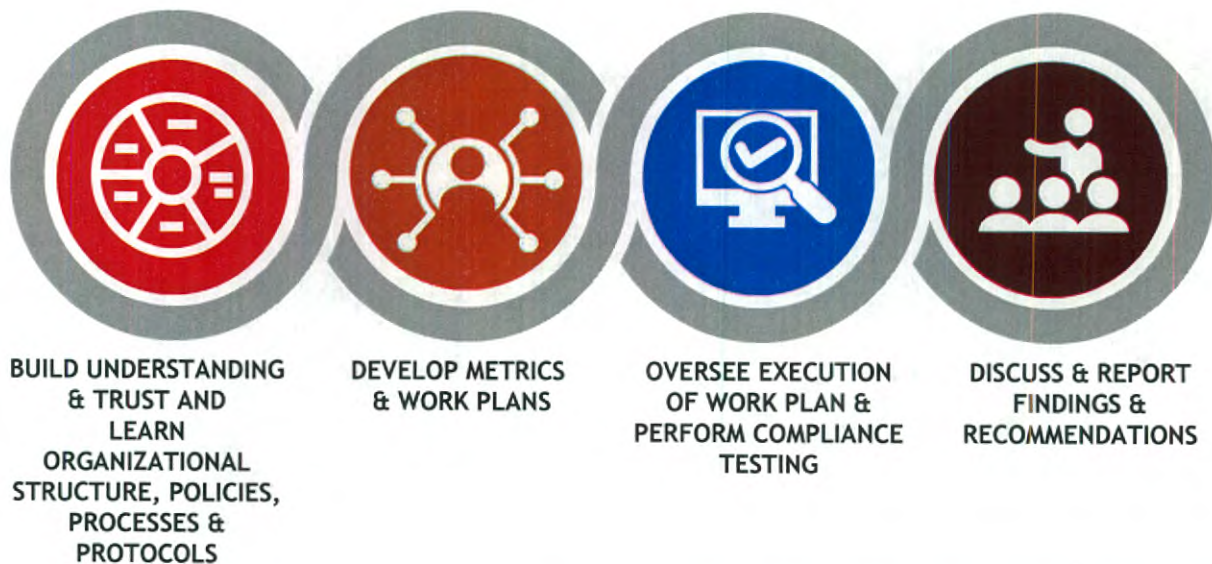 BUILD UNDERSTANDING
& TRUST AND
LEARN
ORGANIZATIONAL
STRUCTURE, POLICIES,
PROCESSES &
PROTOCOLS
DEVELOP METRICS
& WORK PLANS
OVERSEE EXECUTION
OF WORK PLAN &
PERFORM COMPLIANCE
TESTING
DISCUSS & REPORT
FINDINGS &
RECOMMENDATIONS